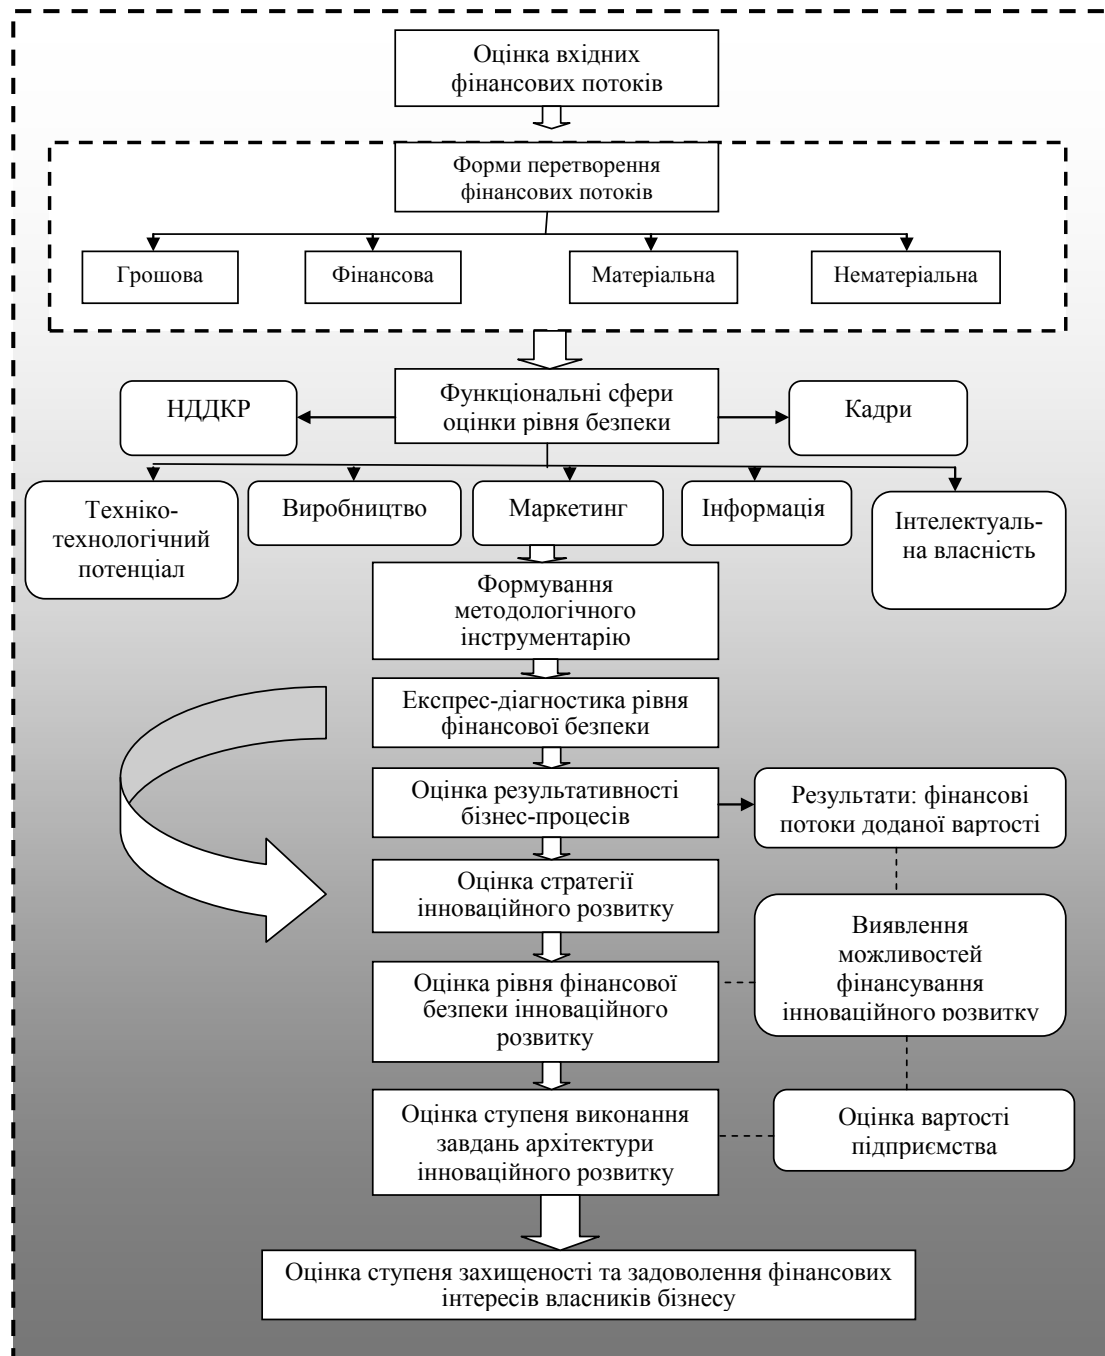 Оцінка вхідних
фінансових потоків
Форми перетворення
фінансових потоків
Грошова
Фінансова
Матеріальна
Нематеріальна
Функціональні сфери
оцінки рівня безпеки
НДДКР
Кадри
Техніко-
технологічний
потенціал
Виробництво
Маркетинг
Інформація
Інтелектуаль-
на власність
Формування
методологічного
інструментарію
Експрес-діагностика рівня
фінансової безпеки
Оцінка результативності
бізнес-процесів
Результати: фінансові
потоки доданої вартості
Оцінка стратегії
інноваційного розвитку
Виявлення
можливостей
фінансування
інноваційного розвитку
Оцінка рівня фінансової
безпеки інноваційного
розвитку
Оцінка ступеня виконання
завдань архітектури
інноваційного розвитку
Оцінка вартості
підприємства
Оцінка ступеня захищеності та задоволення фінансових
інтересів власників бізнесу